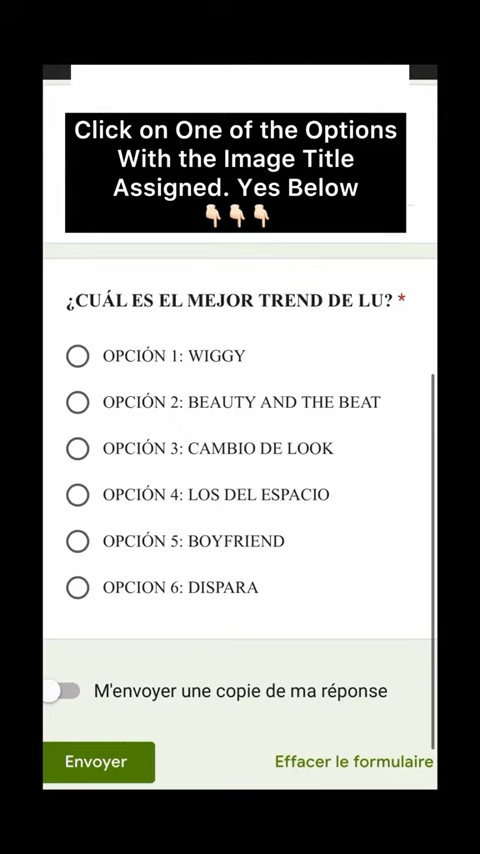 Click on One of the Options
With the Image Title
Assigned. Yes Below
👇🏻👇🏻👇🏻
¿CUÁL ES EL MEJOR TREND DE LU? *
OPCIÓN 1: WIGGY
OPCIÓN 2: BEAUTY AND THE BEAT
OPCIÓN 3: CAMBIO DE LOOK
OPCIÓN 4: LOS DEL ESPACIO
OPCIÓN 5: BOYFRIEND
OPCION 6: DISPARA
M'envoyer une copie de ma réponse
Envoyer
Effacer le formulaire